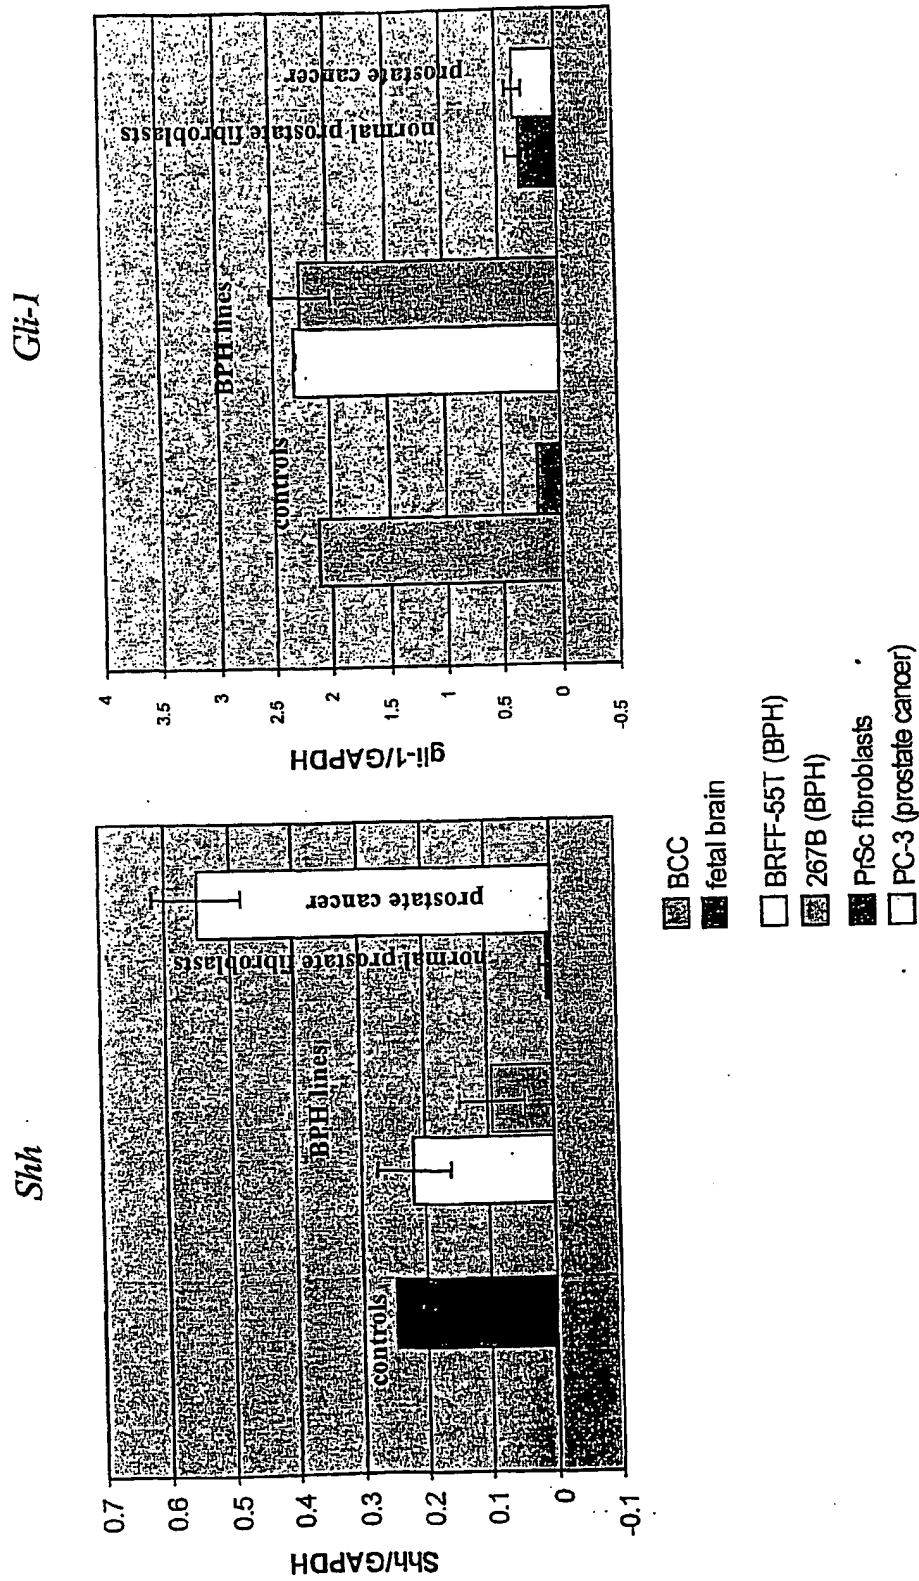 Shh
Shh/GAPDH
0.7
0.6
0.5
0.4
0.3
0.2
0.1
0
-0.1
controls
BPH lines
normal prostate fibroblasts
prostate cancer
Gli-1
gli-1/GAPDH
4
3.5
3
2.5
2
1.5
1
0.5
0
-0.5
controls
BPH lines
normal prostate fibroblasts
prostate cancer
BCC
fetal brain
BRFF-55T (BPH)
267B (BPH)
PrSc fibroblasts
PC-3 (prostate cancer)